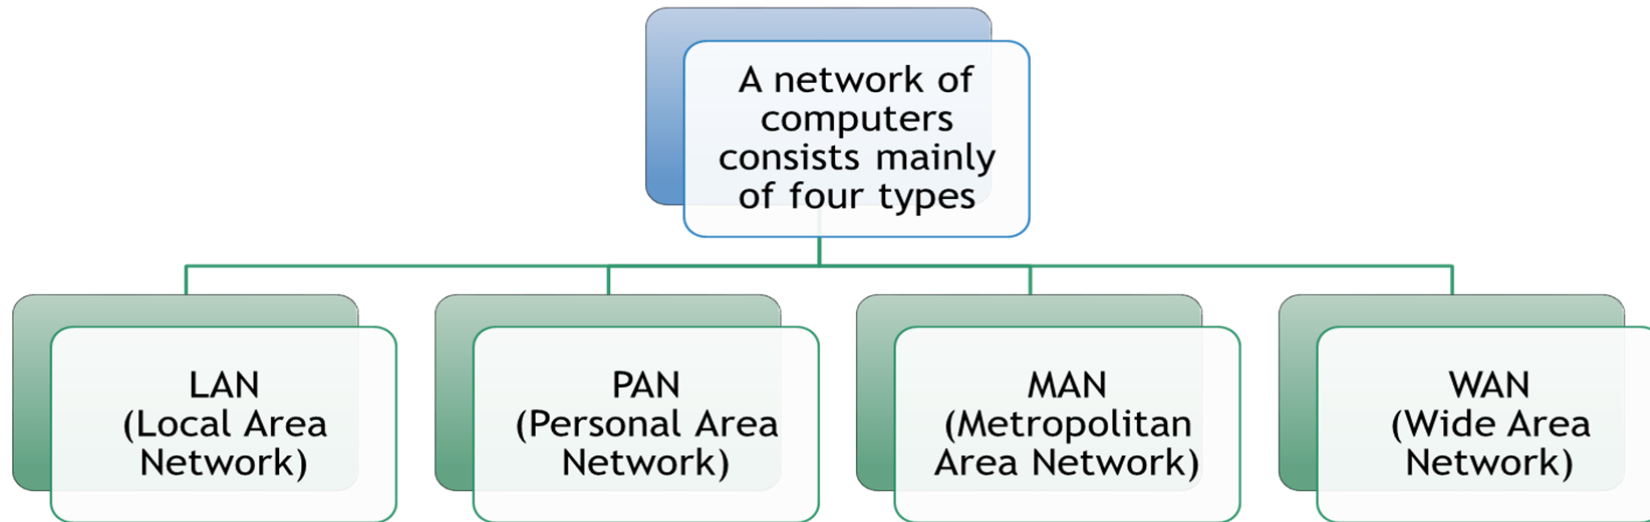 A network of
computers
consists mainly
of four types
LAN
(Local Area
Network)
PAN
(Personal Area
Network)
MAN
(Metropolitan
Area Network)
WAN
(Wide Area
Network)